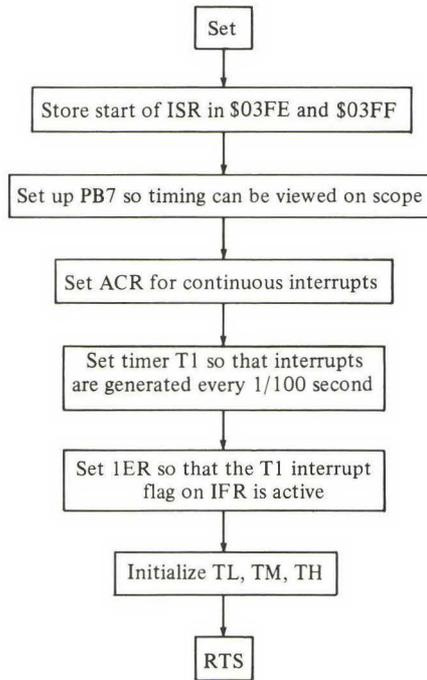 Set
Store start of ISR in $03FE and $03FF
Set up PB7 so timing can be viewed on scope
Set ACR for continuous interrupts
Set timer T1 so that interrupts
are generated every 1/100 second
Set 1ER so that the T1 interrupt
flag on IFR is active
Initialize TL, TM, TH
RTS